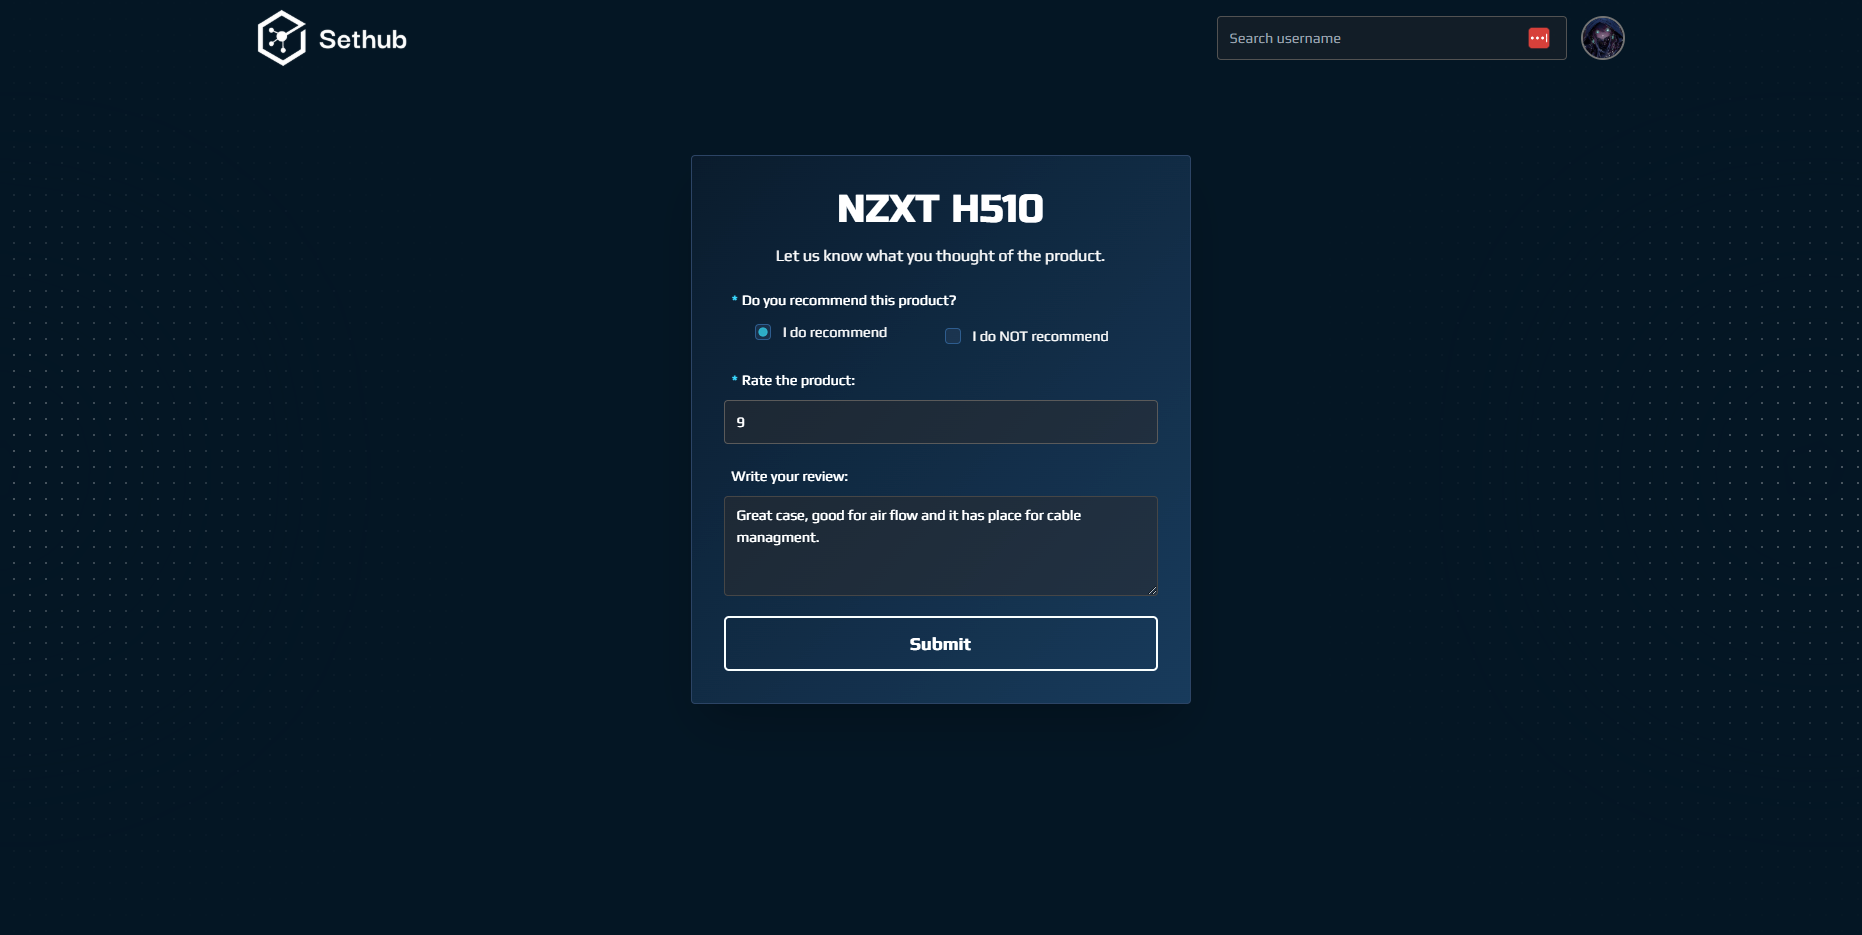 Sethub
Search username
NZXT H510
Let us know what you thought of the product.
* Do you recommend this product?
I do recommend
I do NOT recommend
* Rate the product:
9
Write your review:
Great case, good for air flow and it has place for cable
managment.
Submit